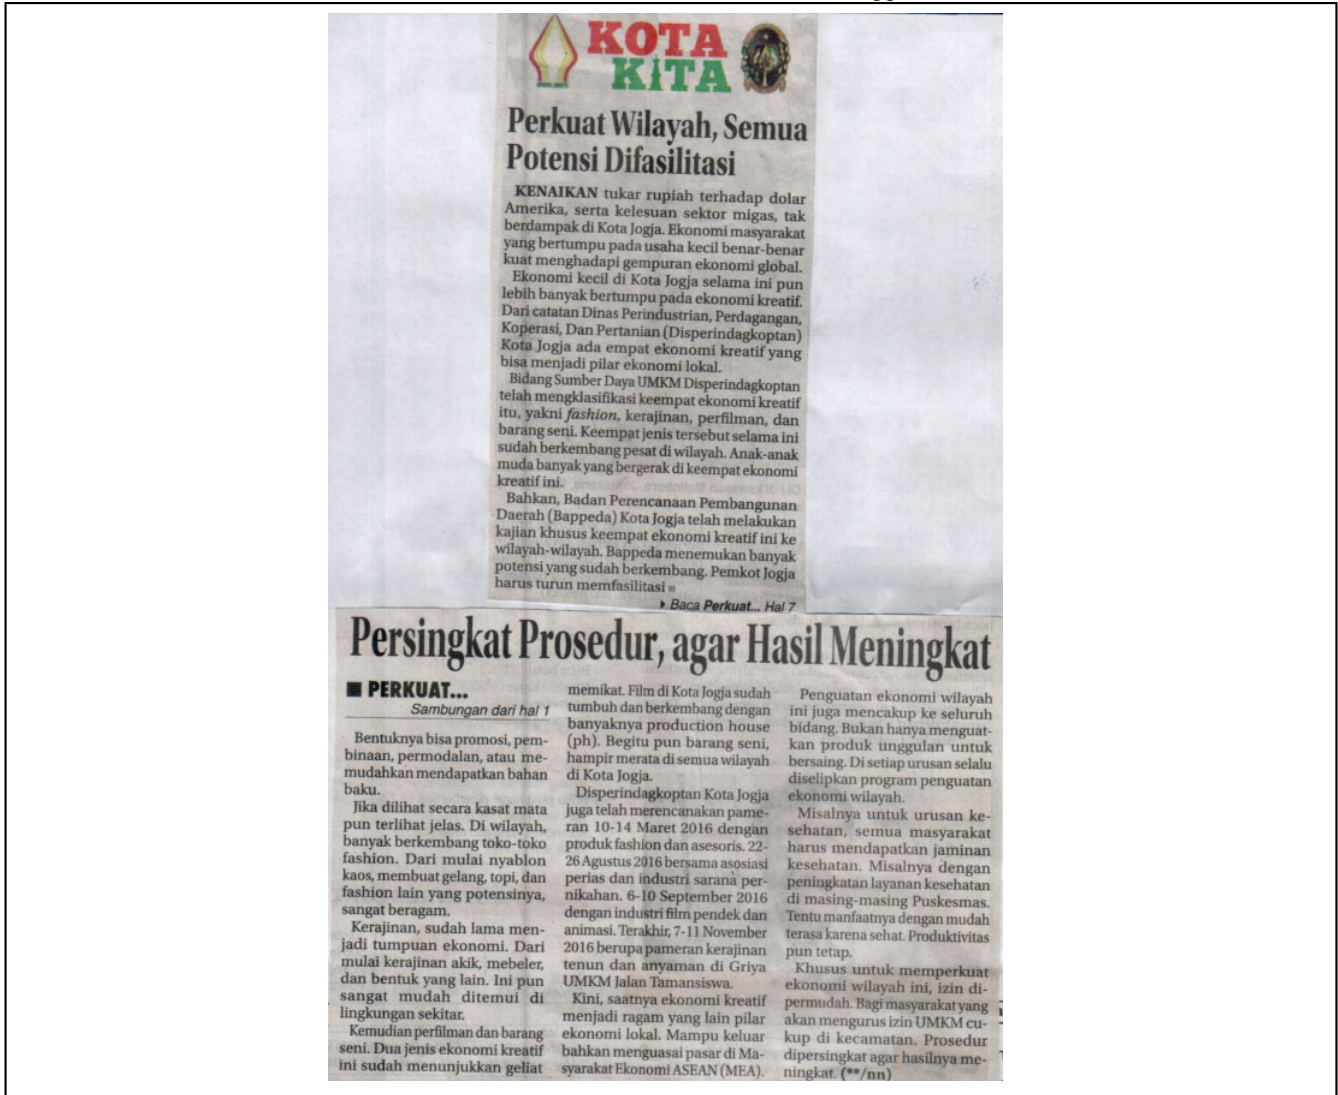 KOTA
KITA
Perkuat Wilayah, Semua
Potensi Difasilitasi
KENAIKAN tukar rupiah terhadap dolar
Amerika, serta kelesuan sektor migas, tak
berdampak di Kota Jogja. Ekonomi masyarakat
yang bertumpu pada usaha kecil benar-benar
kuat menghadapi gempuran ekonomi global.
Ekonomi kecil di Kota Jogja selama ini pun
lebih banyak bertumpu pada ekonomi kreatif.
Dari catatan Dinas Perindustrian, Perdagangan,
Koperasi, Dan Pertanian (Disperindagkoptan)
Kota Jogja ada empat ekonomi kreatif yang
bisa menjadi pilar ekonomi lokal.
Bidang Sumber Daya UMKM Disperindagkoptan
telah mengklasifikasi keempat ekonomi kreatif
itu, yakni fashion, kerajinan, perfilman, dan
barang seni. Keempat jenis tersebut selama ini
sudah berkembang pesat di wilayah. Anak-anak
muda banyak yang bergerak di keempat ekonomi
kreatif ini.
Bahkan, Badan Perencanaan Pembangunan
Daerah (Bappeda) Kota Jogja telah melakukan
kajian khusus keempat ekonomi kreatif ini ke
wilayah-wilayah. Bappeda menemukan banyak
potensi yang sudah berkembang. Pemkot Jogja
harus turun memfasilitasi
Baca Perkuat... Hal 7
Persingkat Prosedur, agar Hasil Meningkat
PERKUAT...
Sambungan dari hal 1
Bentuknya bisa promosi, pem-
binaan, permodalan, atau me-
mudahkan mendapatkan bahan
baku.
Jika dilihat secara kasat mata
pun terlihat jelas. Di wilayah,
banyak berkembang toko-toko
fashion. Dari mulai nyablon
kaos, membuat gelang, topi, dan
fashion lain yang potensinya,
sangat beragam.
Kerajinan, sudah lama men-
jadi tumpuan ekonomi. Dari
mulai kerajinan akik, mebeler,
dan bentuk yang lain. Ini pun
sangat mudah ditemui di
lingkungan sekitar.
Kemudian perfilman dan barang
seni. Dua jenis ekonomi kreatif
ini sudah menunjukkan geliat
memikat. Film di Kota Jogja sudah
tumbuh dan berkembang dengan
banyaknya production house
(ph). Begitu pun barang seni,
hampir merata di semua wilayah
di Kota Jogja.
Disperindagkoptan Kota Jogja
juga telah merencanakan pame-
ran 10-14 Maret 2016 dengan
produk fashion dan asesoris. 22-
26 Agustus 2016 bersama asosiasi
perias dan industri sarana per-
nikahan. 6-10 September 2016
dengan industri film pendek dan
animasi. Terakhir, 7-11 November
2016 berupa pameran kerajinan
tenun dan anyaman di Griya
UMKM Jalan Tamansiswa.
Kini, saatnya ekonomi kreatif
menjadi ragam yang lain pilar
ekonomi lokal. Mampu keluar
bahkan menguasai pasar di Ma-
syarakat Ekonomi ASEAN (MEA).
Penguatan ekonomi wilayah
ini juga mencakup ke seluruh
bidang. Bukan hanya menguat-
kan produk unggulan untuk
bersaing. Di setiap urusan selalu
diselipkan program penguatan
ekonomi wilayah.
Misalnya untuk urusan ke-
sehatan, semua masyarakat
harus mendapatkan jaminan
kesehatan. Misalnya dengan
peningkatan layanan kesehatan
di masing-masing Puskesmas.
Tentu manfaatnya dengan mudah
terasa karena sehat. Produktivitas
pun tetap.
Khusus untuk memperkuat
ekonomi wilayah ini, izin di-
permudah. Bagi masyarakat yang
akan mengurus izin UMKM cu-
kup di kecamatan. Prosedur
dipersingkat agar hasilnya me-
ningkat. (**/nn)